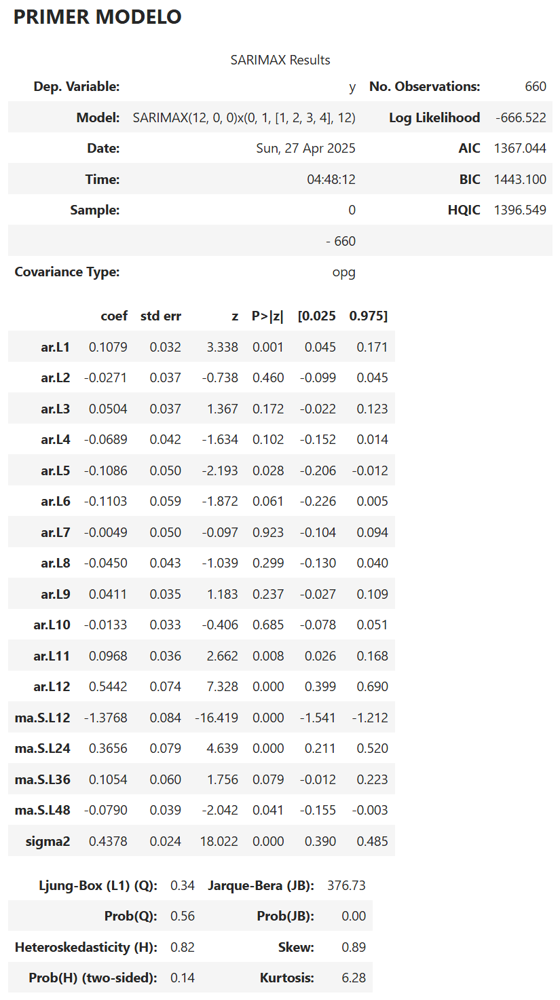 PRIMER MODELO
SARIMAX Results
Dep. Variable: y No. Observations: 660
Model: SARIMAX(12, 0, 0)x(0, 1, [1, 2, 3, 4], 12) Log Likelihood -666.522
Date: Sun, 27 Apr 2025 AIC 1367.044
Time: 04:48:12 BIC 1443.100
Sample: 0 HQIC 1396.549
- 660
Covariance Type: opg
coef std err z P>|z| [0.025 0.975]
ar.L1 0.1079 0.032 3.338 0.001 0.045 0.171
ar.L2 -0.0271 0.037 -0.738 0.460 -0.099 0.045
ar.L3 0.0504 0.037 1.367 0.172 -0.022 0.123
ar.L4 -0.0689 0.042 -1.634 0.102 -0.152 0.014
ar.L5 -0.1086 0.050 -2.193 0.028 -0.206 -0.012
ar.L6 -0.1103 0.059 -1.872 0.061 -0.226 0.005
ar.L7 -0.0049 0.050 -0.097 0.923 -0.104 0.094
ar.L8 -0.0450 0.043 -1.039 0.299 -0.130 0.040
ar.L9 0.0411 0.035 1.183 0.237 -0.027 0.109
ar.L10 -0.0133 0.033 -0.406 0.685 -0.078 0.051
ar.L11 0.0968 0.036 2.662 0.008 0.026 0.168
ar.L12 0.5442 0.074 7.328 0.000 0.399 0.690
ma.S.L12 -1.3768 0.084 -16.419 0.000 -1.541 -1.212
ma.S.L24 0.3656 0.079 4.639 0.000 0.211 0.520
ma.S.L36 0.1054 0.060 1.756 0.079 -0.012 0.223
ma.S.L48 -0.0790 0.039 -2.042 0.041 -0.155 -0.003
sigma2 0.4378 0.024 18.022 0.000 0.390 0.485
Ljung-Box (L1) (Q): 0.34 Jarque-Bera (JB): 376.73
Prob(Q): 0.56 Prob(JB): 0.00
Heteroskedasticity (H): 0.82 Skew: 0.89
Prob(H) (two-sided): 0.14 Kurtosis: 6.28